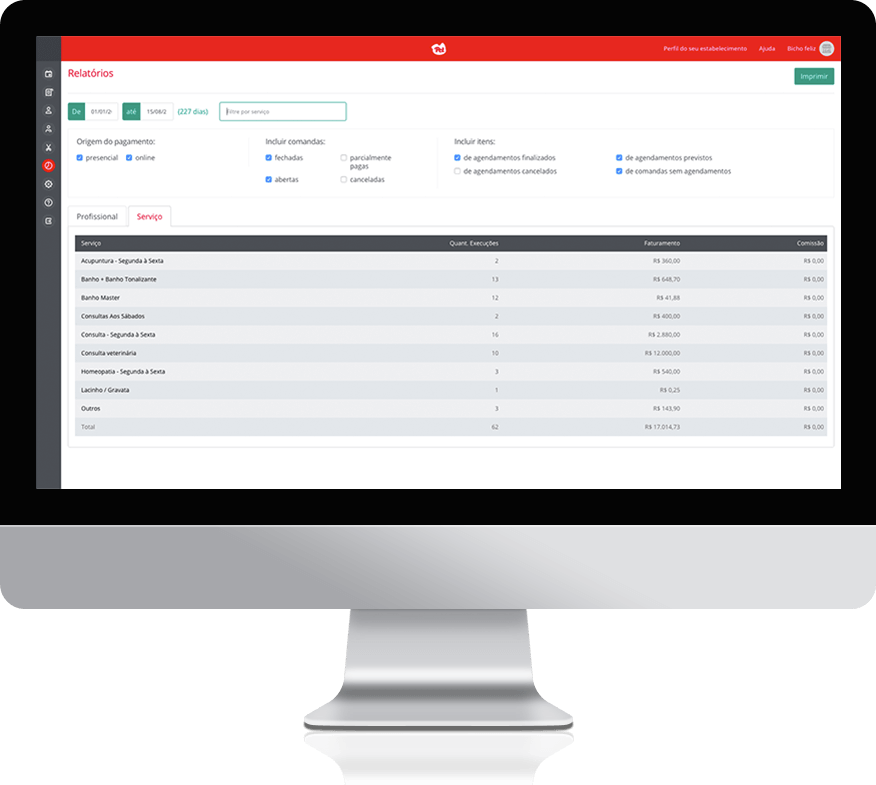 Pet
Perfil do seu estabelecimento Ajuda Bicho feliz
Relatórios
Imprimir
De 01/01/2 até 15/08/2 (227 dias) Filtre por serviço
Origem do pagamento: Incluir comandas: Incluir itens:
presencial online fechadas parcialmente pagas de agendamentos finalizados de agendamentos previstos
abertas canceladas de agendamentos cancelados de comandas sem agendamentos
Profissional Serviço
Serviço Quant. Execuções Faturamento Comissão
Acupuntura - Segunda à Sexta 2 R$ 360,00 R$ 0,00
Banho + Banho Tonalizante 13 R$ 648,70 R$ 0,00
Banho Master 12 R$ 41,88 R$ 0,00
Consultas Aos Sábados 2 R$ 400,00 R$ 0,00
Consulta - Segunda à Sexta 16 R$ 2.880,00 R$ 0,00
Consulta veterinária 10 R$ 12.000,00 R$ 0,00
Homeopatia - Segunda à Sexta 3 R$ 540,00 R$ 0,00
Lacinho / Gravata 1 R$ 0,25 R$ 0,00
Outros 3 R$ 143,90 R$ 0,00
Total 62 R$ 17.014,73 R$ 0,00